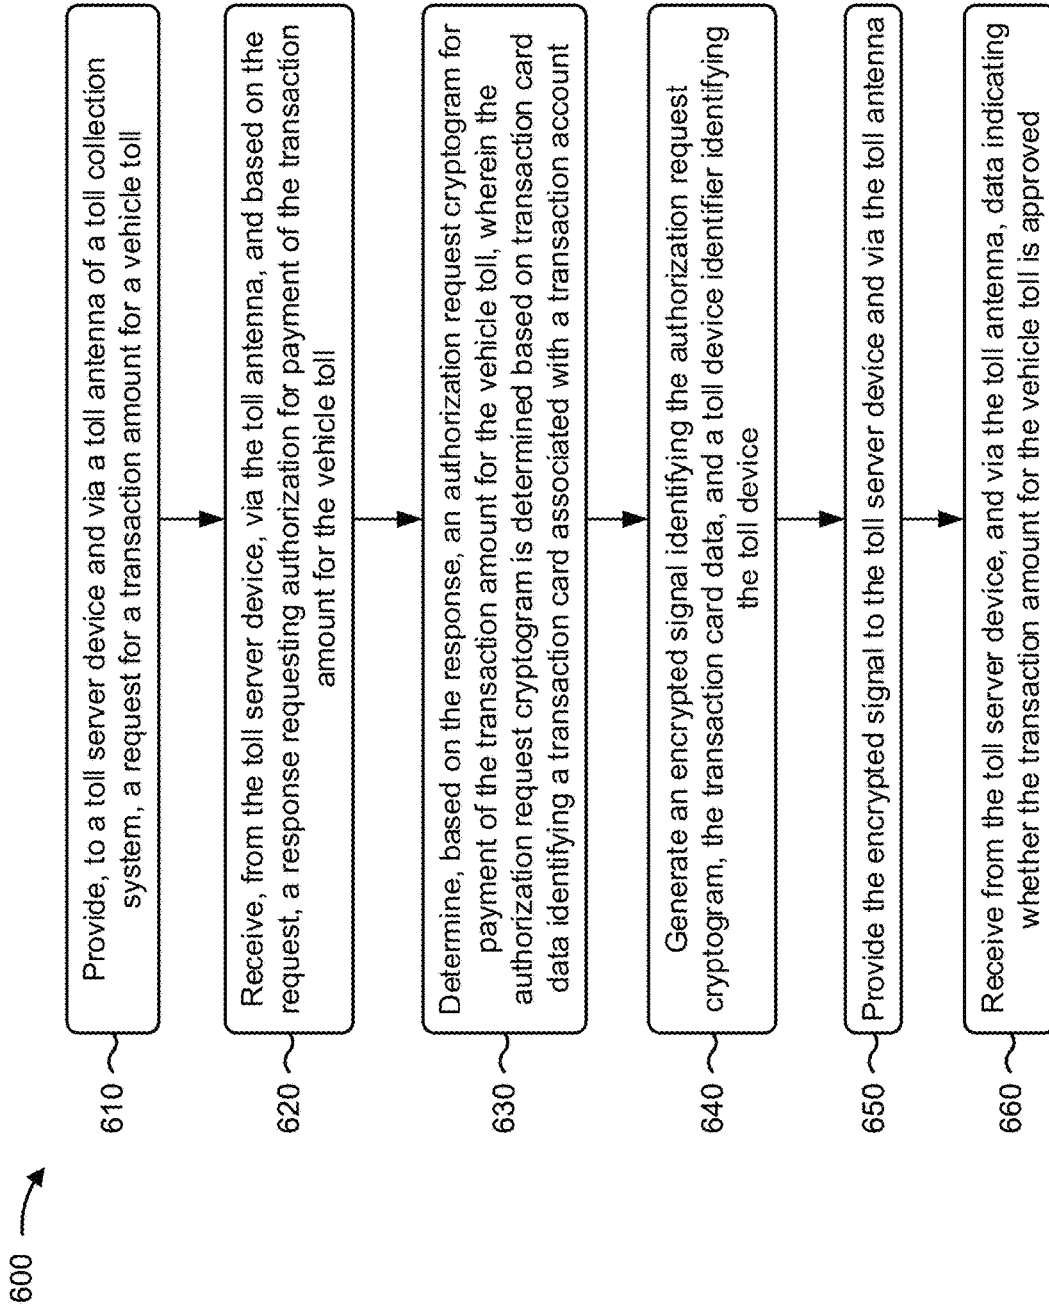 600
610
Provide, to a toll server device and via a toll antenna of a toll collection
system, a request for a transaction amount for a vehicle toll
620
Receive, from the toll server device, via the toll antenna, and based on the
request, a response requesting authorization for payment of the transaction
amount for the vehicle toll
630
Determine, based on the response, an authorization request cryptogram for
payment of the transaction amount for the vehicle toll, wherein the
authorization request cryptogram is determined based on transaction card
data identifying a transaction card associated with a transaction account
640
Generate an encrypted signal identifying the authorization request
cryptogram, the transaction card data, and a toll device identifier identifying
the toll device
650
Provide the encrypted signal to the toll server device and via the toll antenna
660
Receive from the toll server device, and via the toll antenna, data indicating
whether the transaction amount for the vehicle toll is approved